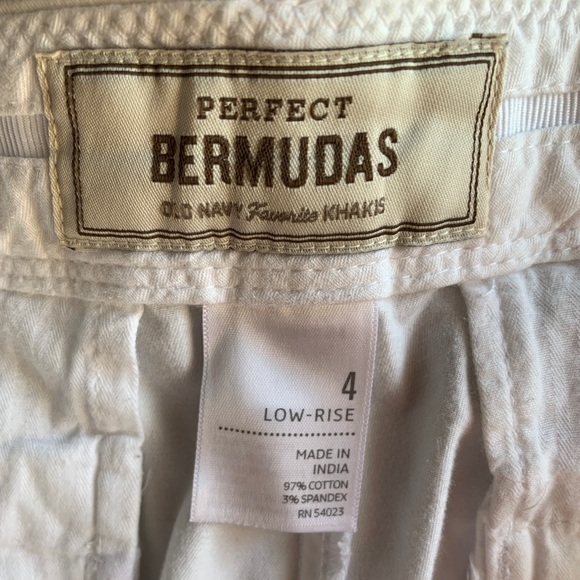 PERFECT
BERMUDAS
OLD NAVY Favorite KHAKIS
4
LOW-RISE
MADE IN
INDIA
97% COTTON
3% SPANDEX
RN 54023